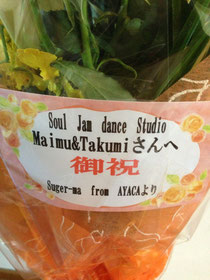 Soul Jam dance Studio
Maimu&Takumiさんへ
御祝
Suger-ma from AYACAより